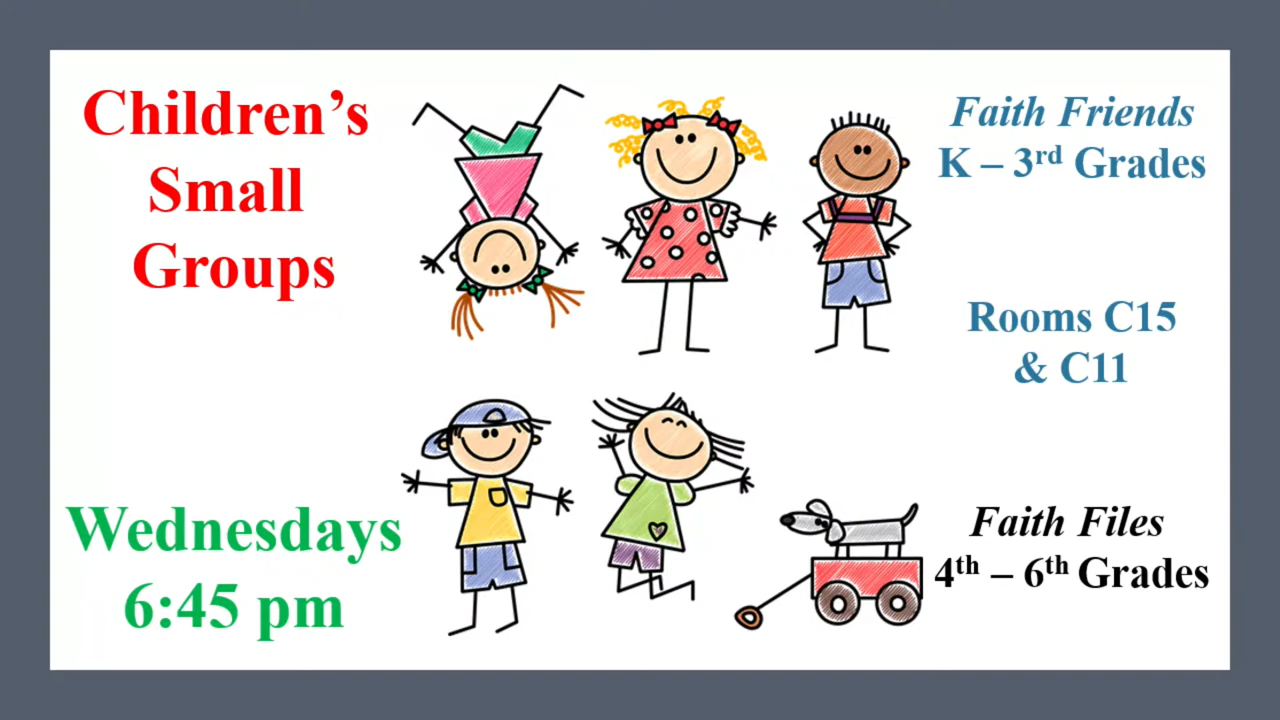 Children’s
Small
Groups
Wednesdays
6:45 pm
Faith Friends
K – 3rd Grades
Rooms C15
& C11
Faith Files
4th – 6th Grades